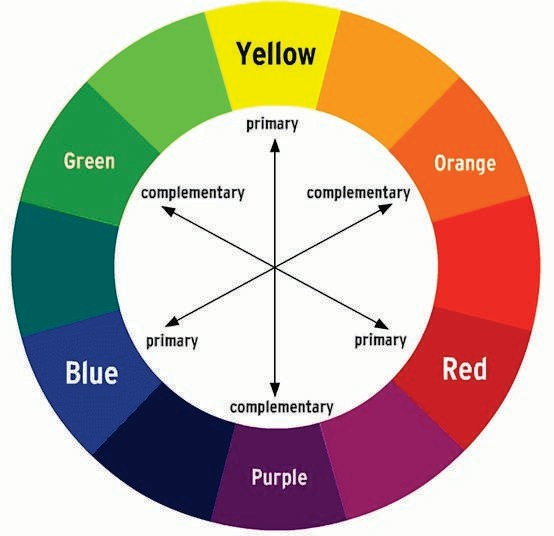 Yellow
primary
Green
Orange
complementary
complementary
primary
primary
Blue
Red
complementary
Purple